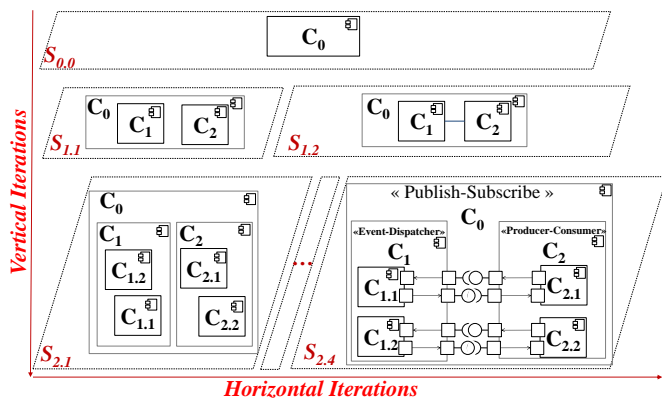 C0
S0.0
C0
C1
C2
S1.1
C0
C1
C2
S1.2
Vertical Iterations
C0
C1
C2
C1.2
C2.1
C1.1
C2.2
S2.1
...
« Publish-Subscribe »
C0
«Event-Dispatcher»
«Producer-Consumer»
C1
C2
C1.1
C2.1
C1.2
C2.2
S2.4
Horizontal Iterations